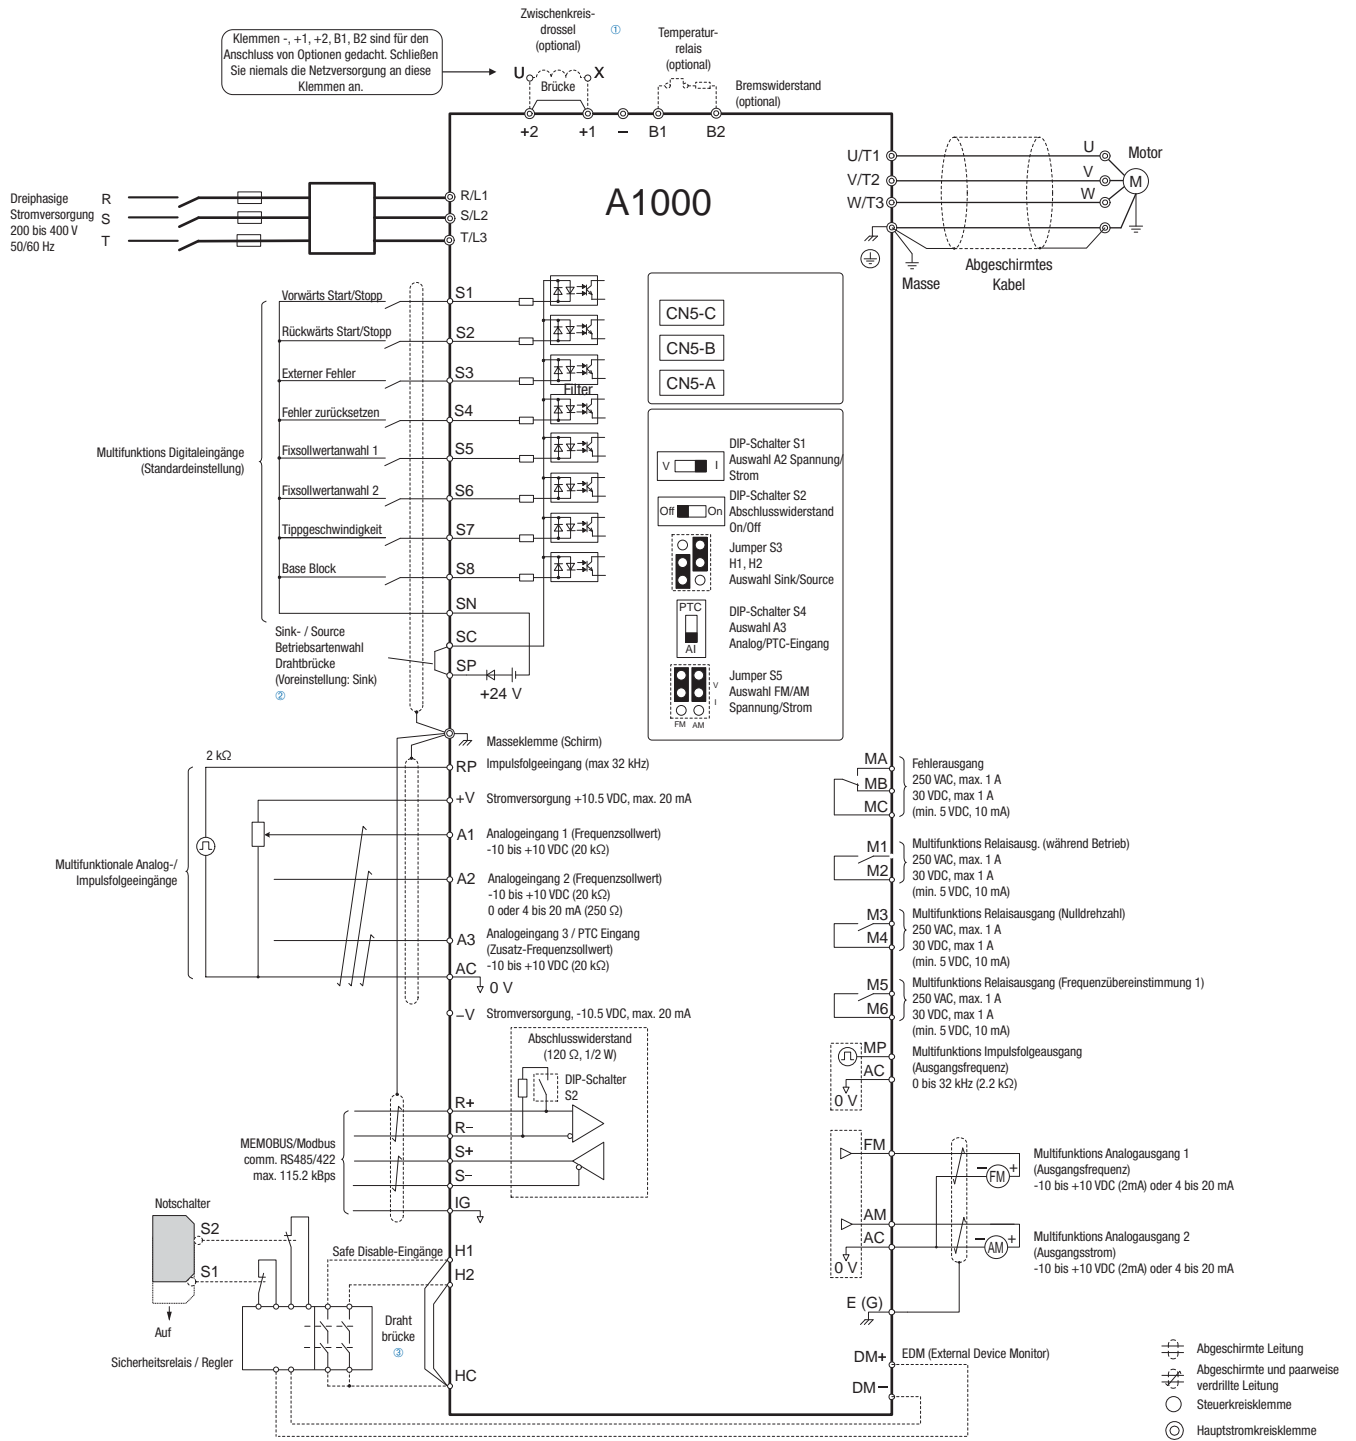 Zwischenkreis-
drossel
(optional)
①
Temperatur-
relais
(optional)
Klemmen -, +1, +2, B1, B2 sind für den
Anschluss von Optionen gedacht. Schließen
Sie niemals die Netzversorgung an diese
Klemmen an.
U
X
Brücke
Bremswiderstand
(optional)
+2
+1
–
B1
B2
Dreiphasige
Stromversorgung
200 bis 400 V
50/60 Hz
R
S
T
R/L1
S/L2
T/L3
A1000
U/T1
V/T2
W/T3
U
V
W
M
Motor
Masse
Abgeschirmtes
Kabel
Multifunktions Digitaleingänge
(Standardeinstellung)
Vorwärts Start/Stopp
S1
Rückwärts Start/Stopp
S2
Externer Fehler
S3
Filter
Fehler zurücksetzen
S4
Fixsollwertanwahl 1
S5
Fixsollwertanwahl 2
S6
Tippgeschwindigkeit
S7
Base Block
S8
SN
SC
SP
+24 V
Sink- / Source
Betriebsartenwahl
Drahtbrücke
(Voreinstellung: Sink)
②
CN5-C
CN5-B
CN5-A
V
I
DIP-Schalter S1
Auswahl A2 Spannung/
Strom
Off
On
DIP-Schalter S2
Abschlusswiderstand
On/Off
Jumper S3
H1, H2
Auswahl Sink/Source
PTC
AI
DIP-Schalter S4
Auswahl A3
Analog/PTC-Eingang
V
I
FM AM
Jumper S5
Auswahl FM/AM
Spannung/Strom
Masseklemme (Schirm)
2 kΩ
Multifunktionale Analog-/
Impulsfolgeeingänge
RP
Impulsfolgeeingang (max 32 kHz)
+V
Stromversorgung +10.5 VDC, max. 20 mA
A1
Analogeingang 1 (Frequenzsollwert)
-10 bis +10 VDC (20 kΩ)
A2
Analogeingang 2 (Frequenzsollwert)
-10 bis +10 VDC (20 kΩ)
0 oder 4 bis 20 mA (250 Ω)
A3
Analogeingang 3 / PTC Eingang
(Zusatz-Frequenzsollwert)
-10 bis +10 VDC (20 kΩ)
AC
0 V
–V
Stromversorgung, -10.5 VDC, max. 20 mA
Abschlusswiderstand
(120 Ω, 1/2 W)
DIP-Schalter
S2
MEMOBUS/Modbus
comm. RS485/422
max. 115.2 kBps
R+
R–
S+
S–
IG
Notschalter
S2
S1
Auf
Sicherheitsrelais / Regler
Safe Disable-Eingänge
H1
H2
HC
Draht
brücke
③
MA
MB
MC
Fehlerausgang
250 VAC, max. 1 A
30 VDC, max 1 A
(min. 5 VDC, 10 mA)
M1
M2
Multifunktions Relaisausg. (während Betrieb)
250 VAC, max. 1 A
30 VDC, max 1 A
(min. 5 VDC, 10 mA)
M3
M4
Multifunktions Relaisausgang (Nulldrehzahl)
250 VAC, max. 1 A
30 VDC, max 1 A
(min. 5 VDC, 10 mA)
M5
M6
Multifunktions Relaisausgang (Frequenzübereinstimmung 1)
250 VAC, max. 1 A
30 VDC, max 1 A
(min. 5 VDC, 10 mA)
MP
AC
0 V
Multifunktions Impulsfolgeausgang
(Ausgangsfrequenz)
0 bis 32 kHz (2.2 kΩ)
FM
– +
FM
Multifunktions Analogausgang 1
(Ausgangsfrequenz)
-10 bis +10 VDC (2mA) oder 4 bis 20 mA
AM
AC
0 V
– +
AM
Multifunktions Analogausgang 2
(Ausgangsstrom)
-10 bis +10 VDC (2mA) oder 4 bis 20 mA
E (G)
DM+
DM–
EDM (External Device Monitor)
Abgeschirmte Leitung
Abgeschirmte und paarweise
verdrillte Leitung
Steuerkreisklemme
Hauptstromkreisklemme